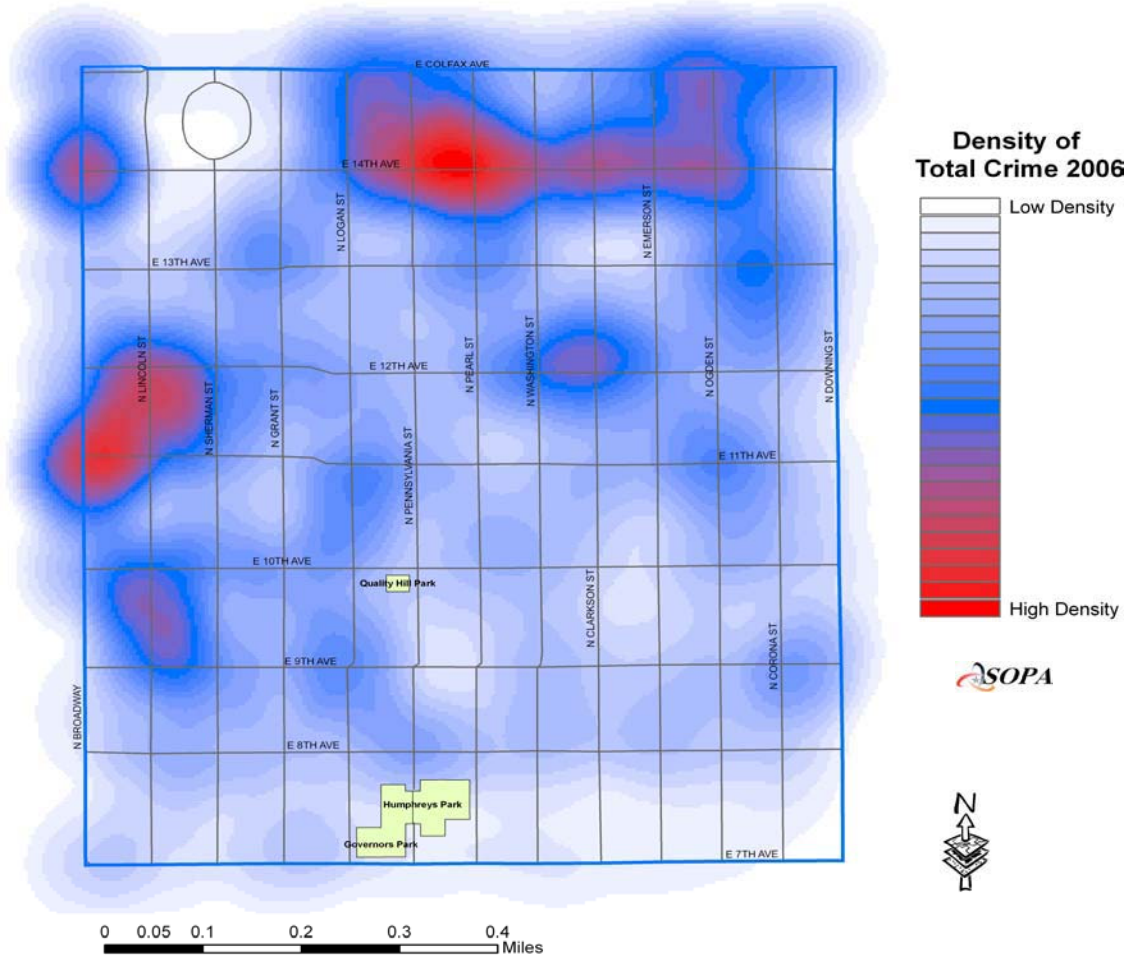 E COLFAX AVE
Density of
Total Crime 2006
E 14TH AVE
Low Density
N LOGAN ST
N EMERSON ST
E 13TH AVE
N LINCOLN ST
N SHERMAN ST
N GRANT ST
E 12TH AVE
N PEARL ST
N WASHINGTON ST
N OGDEN ST
N DOWNING ST
N PENNSYLVANIA ST
E 11TH AVE
E 10TH AVE
Quality Hill Park
N CLARKSON ST
High Density
E 9TH AVE
N CORONA ST
SOPA
N BROADWAY
E 8TH AVE
Humphreys Park
Governors Park
E 7TH AVE
N
0 0.05 0.1 0.2 0.3 0.4
Miles